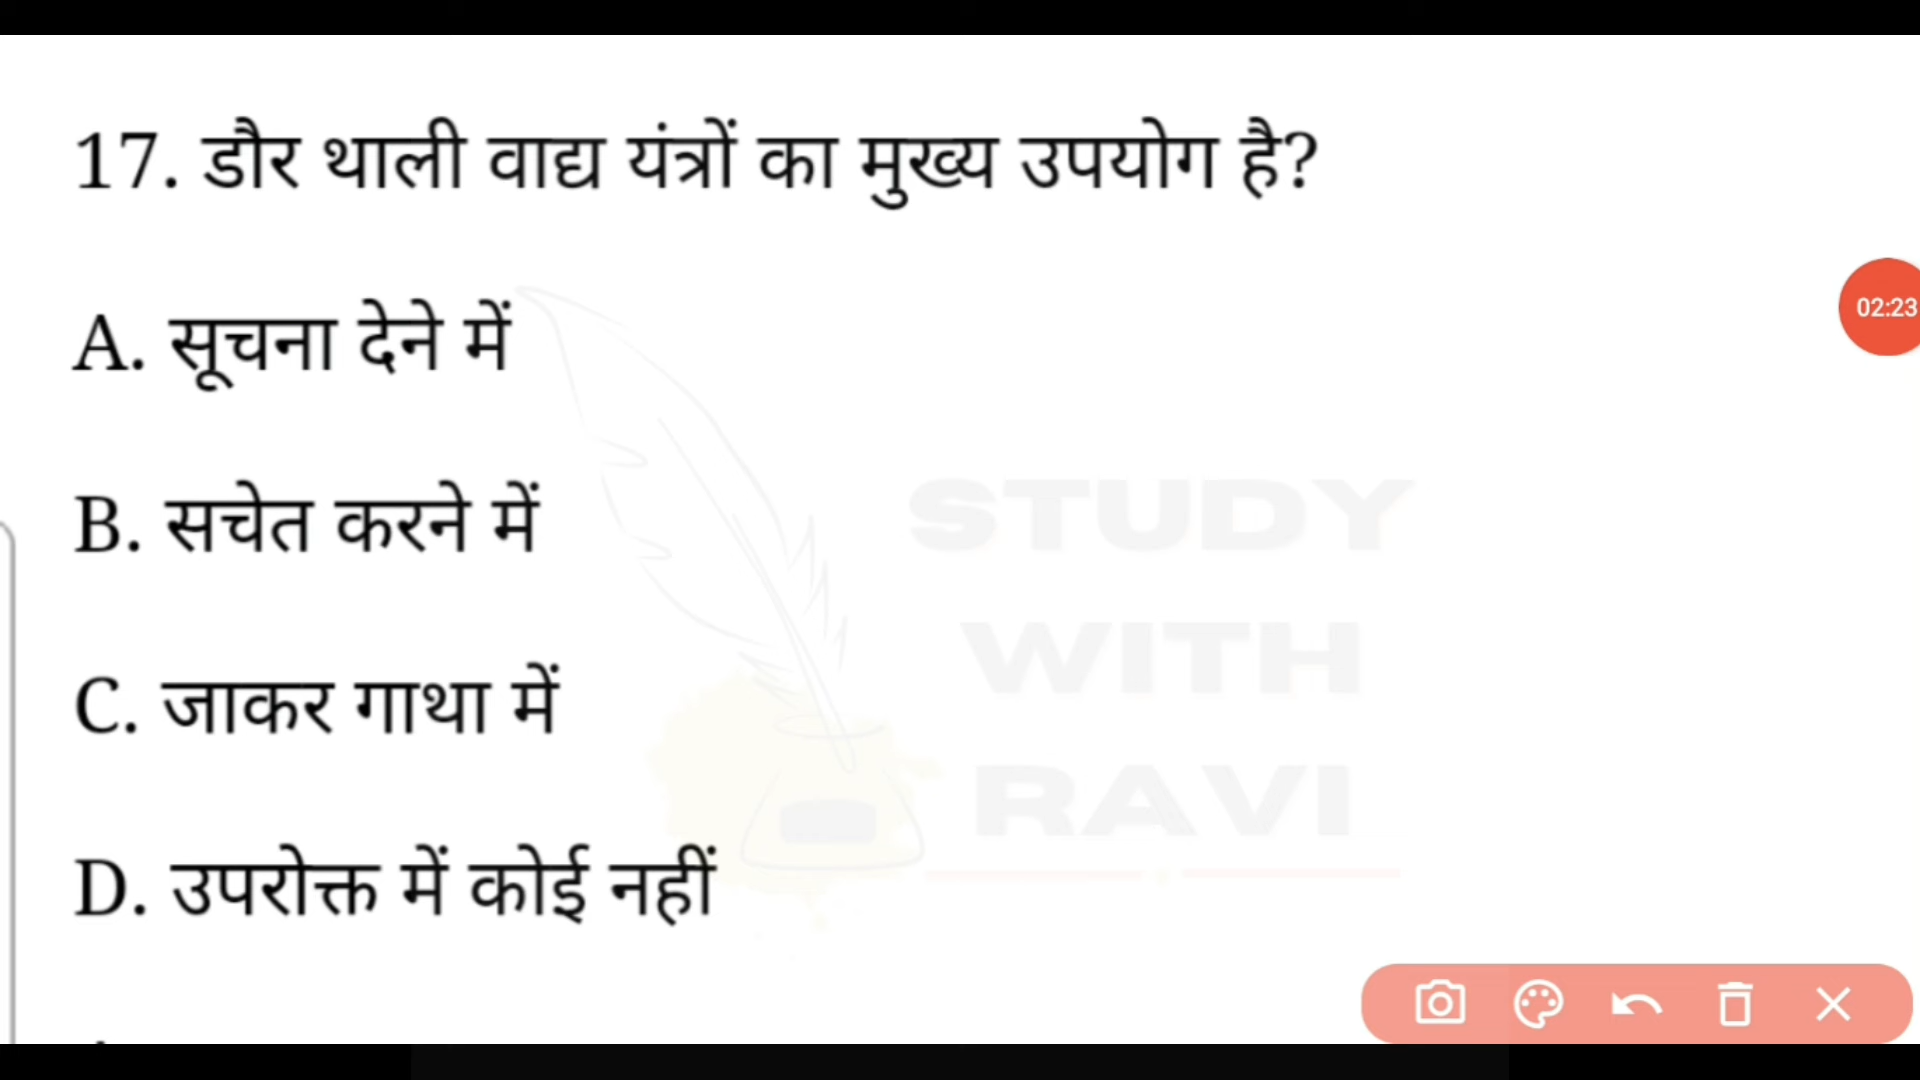 17. डौर थाली वाद्य यंत्रों का मुख्य उपयोग है?
A. सूचना देने में
B. सचेत करने में
C. जाकर गाथा में
D. उपरोक्त में कोई नहीं
STUDY
WITH
RAVI
02:23